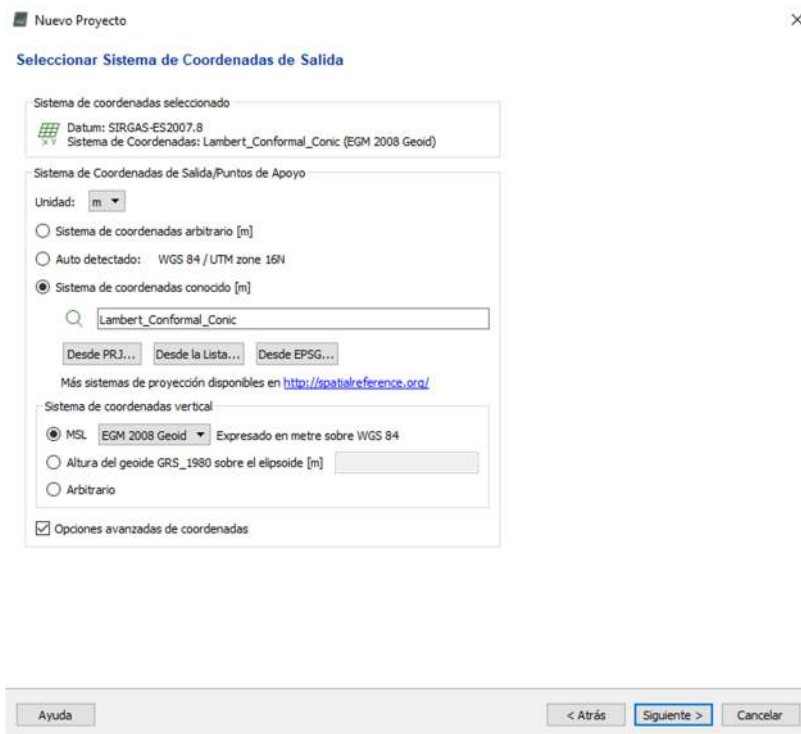 Nuevo Proyecto
Seleccionar Sistema de Coordenadas de Salida
Sistema de coordenadas seleccionado
Datum: SIRGAS-ES2007.8
Sistema de Coordenadas: Lambert_Conformal_Conic (EGM 2008 Geoid)
X Y
Sistema de Coordenadas de Salida/Puntos de Apoyo
Unidad: m
Sistema de coordenadas arbitrario [m]
Auto detectado: WGS 84 / UTM zone 16N
Sistema de coordenadas conocido [m]
Lambert_Conformal_Conic
Desde PRJ... Desde la Lista... Desde EPSG...
Más sistemas de proyección disponibles en http://spatialreference.org/
Sistema de coordenadas vertical
MSL EGM 2008 Geoid Expresado en metre sobre WGS 84
Altura del geoide GRS_1980 sobre el elipsoide [m]
Arbitrario
Opciones avanzadas de coordenadas
Ayuda < Atrás Siguiente > Cancelar